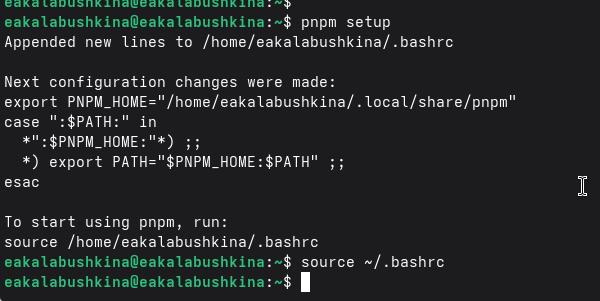 eakalabushkina@eakalabushkina:~$
eakalabushkina@eakalabushkina:~$ pnpm setup
Appended new lines to /home/eakalabushkina/.bashrc
Next configuration changes were made:
export PNPM_HOME="/home/eakalabushkina/.local/share/pnpm"
case ":$PATH:" in
  *":$PNPM_HOME:"*) ;;
  *) export PATH="$PNPM_HOME:$PATH" ;;
esac
To start using pnpm, run:
source /home/eakalabushkina/.bashrc
eakalabushkina@eakalabushkina:~$ source ~/.bashrc
eakalabushkina@eakalabushkina:~$